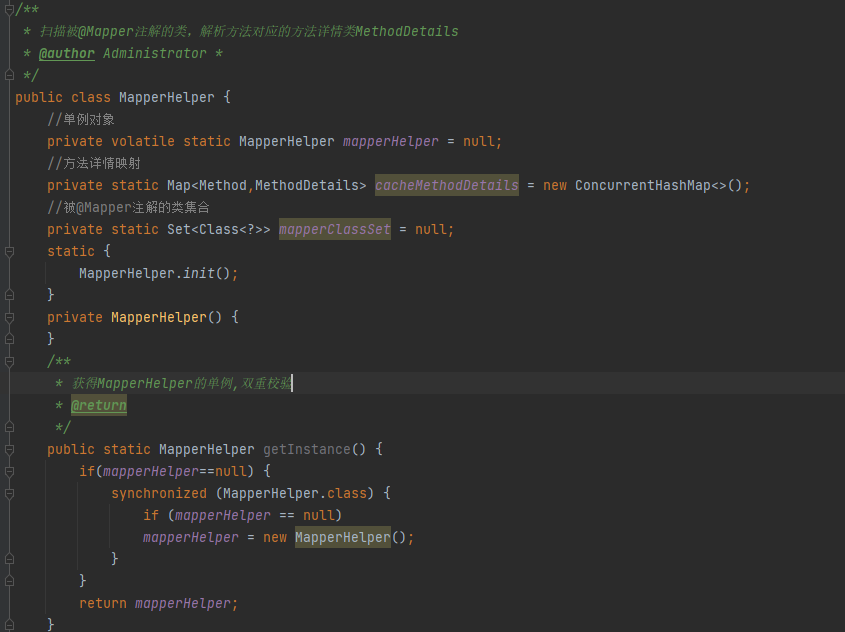 /**
 * 扫描被@Mapper注解的类，解析方法对应的方法详情类MethodDetails
 * @author Administrator *
 */
public class MapperHelper {
    //单例对象
    private volatile static MapperHelper mapperHelper = null;
    //方法详情映射
    private static Map<Method,MethodDetails> cacheMethodDetails = new ConcurrentHashMap<>();
    //被@Mapper注解的类集合
    private static Set<Class<?>> mapperClassSet = null;
    static {
        MapperHelper.init();
    }
    private MapperHelper() {
    }
    /**
     * 获得MapperHelper的单例,双重校验
     * @return
     */
    public static MapperHelper getInstance() {
        if(mapperHelper==null) {
            synchronized (MapperHelper.class) {
                if (mapperHelper == null)
                mapperHelper = new MapperHelper();
            }
        }
        return mapperHelper;
    }